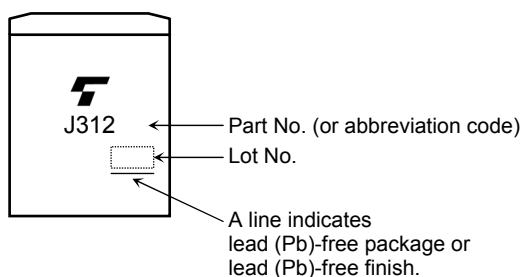 J312
Part No. (or abbreviation code)
Lot No.
A line indicates
lead (Pb)-free package or
lead (Pb)-free finish.